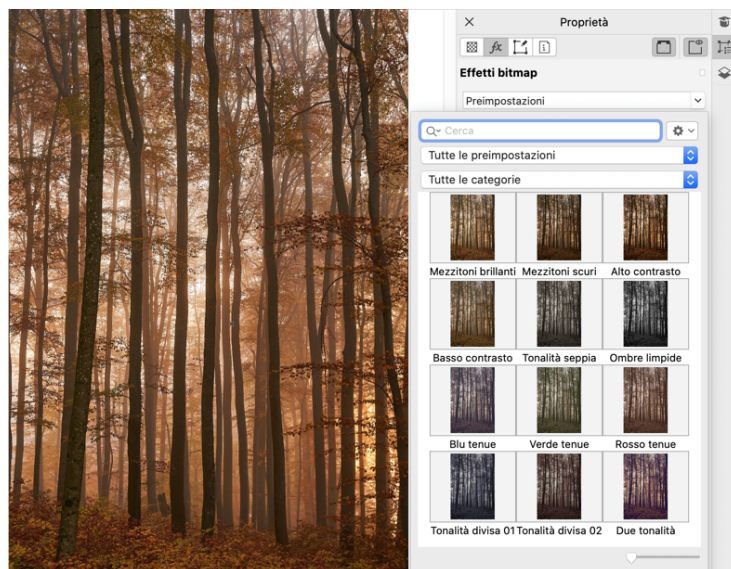 Proprietà
fx
Effetti bitmap
Preimpostazioni
Cerca
Tutte le preimpostazioni
Tutte le categorie
Mezzitoni brillanti Mezzitoni scuri Alto contrasto
Basso contrasto Tonalità seppia Ombre limpide
Blu tenue Verde tenue Rosso tenue
Tonalità divisa 01 Tonalità divisa 02 Due tonalità